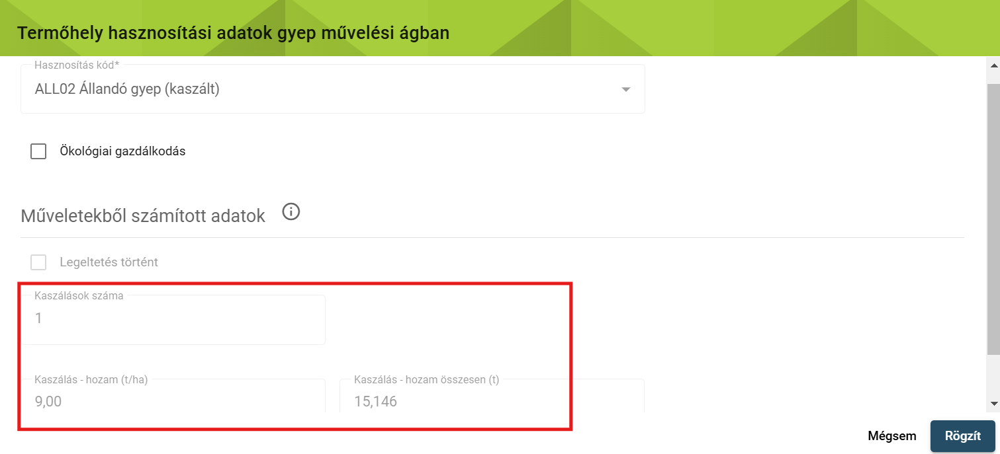 Termőhely hasznosítási adatok gyep művelési ágban
Hasznosítás kód*
ALL02 Állandó gyep (kaszált)
Ökológiai gazdálkodás
Műveletekből számított adatok
Legeltetés történt
Kaszálások száma
1
Kaszálás - hozam (t/ha)
Kaszálás - hozam összesen (t)
9,00
15,146
Mégsem
Rögzít